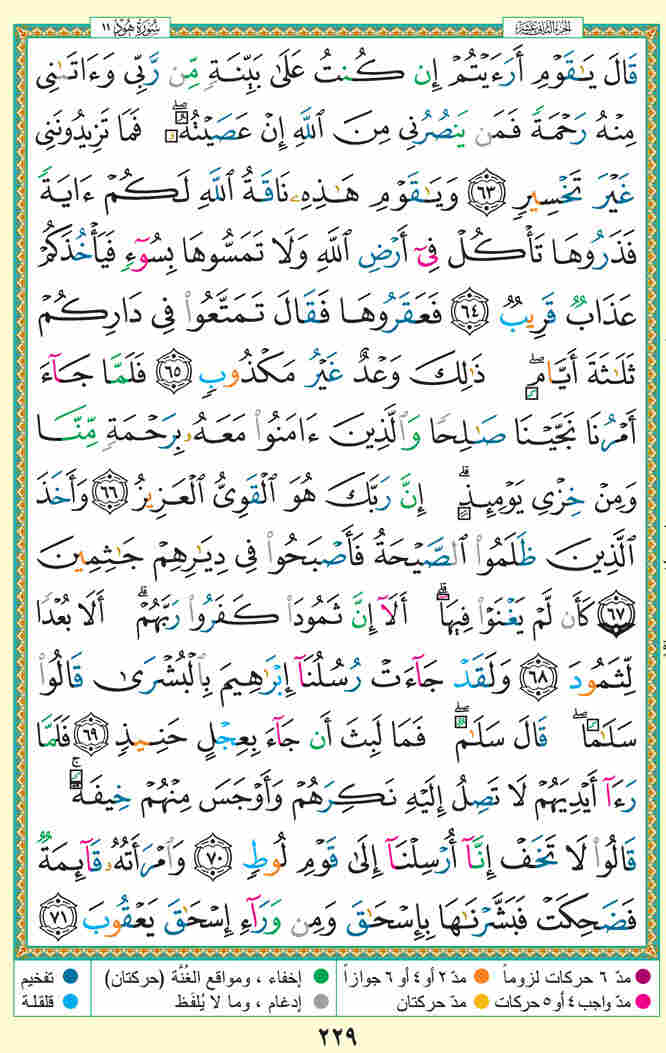 الجزء الثاني عشر
سُورَةُ هُودٍ ١١
قَالَ يَـٰقَوْمِ أَرَءَيْتُمْ إِن كُنتُ عَلَىٰ بَيِّنَةٍ مِّن رَّبِّى وَءَاتَىٰنِى
مِنْهُ رَحْمَةً فَمَن يَنصُرُنِى مِنَ ٱللَّهِ إِنْ عَصَيْتُهُۥ ۖ فَمَا تَزِيدُونَنِى
غَيْرَ تَخْسِيرٍ ٦٣ وَيَـٰقَوْمِ هَـٰذِهِۦ نَاقَةُ ٱللَّهِ لَكُمْ ءَايَةً
فَذَرُوهَا تَأْكُلْ فِىٓ أَرْضِ ٱللَّهِ وَلَا تَمَسُّوهَا بِسُوٓءٍ فَيَأْخُذَكُمْ
عَذَابٌ قَرِيبٌ ٦٤ فَعَقَرُوهَا فَقَالَ تَمَتَّعُوا۟ فِى دَارِكُمْ
ثَلَـٰثَةَ أَيَّامٍ ۖ ذَٰلِكَ وَعْدٌ غَيْرُ مَكْذُوبٍ ٦٥ فَلَمَّا جَآءَ
أَمْرُنَا نَجَّيْنَا صَـٰلِحًا وَٱلَّذِينَ ءَامَنُوا۟ مَعَهُۥ بِرَحْمَةٍ مِّنَّا
وَمِنْ خِزْىِ يَوْمِئِذٍ ۗ إِنَّ رَبَّكَ هُوَ ٱلْقَوِىُّ ٱلْعَزِيزُ ٦٦ وَأَخَذَ
ٱلَّذِينَ ظَلَمُوا۟ ٱلصَّيْحَةُ فَأَصْبَحُوا۟ فِى دِيَـٰرِهِمْ جَـٰثِمِينَ
٦٧ كَأَن لَّمْ يَغْنَوْا۟ فِيهَآ ۗ أَلَآ إِنَّ ثَمُودَا۟ كَفَرُوا۟ رَبَّهُمْ ۗ أَلَا بُعْدًا
لِّثَمُودَ ٦٨ وَلَقَدْ جَآءَتْ رُسُلُنَآ إِبْرَٰهِيمَ بِٱلْبُشْرَىٰ قَالُوا۟
سَلَـٰمًا ۖ قَالَ سَلَـٰمٌ ۖ فَمَا لَبِثَ أَن جَآءَ بِعِجْلٍ حَنِيذٍ ٦٩ فَلَمَّا
رَءَآ أَيْدِيَهُمْ لَا تَصِلُ إِلَيْهِ نَكِرَهُمْ وَأَوْجَسَ مِنْهُمْ خِيفَةً ۚ
قَالُوا۟ لَا تَخَفْ إِنَّآ أُرْسِلْنَآ إِلَىٰ قَوْمِ لُوطٍ ٧٠ وَٱمْرَأَتُهُۥ قَآئِمَةٌ
فَضَحِكَتْ فَبَشَّرْنَـٰهَا بِإِسْحَـٰقَ وَمِن وَرَآءِ إِسْحَـٰقَ يَعْقُوبَ ٧١
مدّ ٦ حركات لزوماً مدّ ٢ أو ٤ أو ٦ جوازاً إخفاء ، ومواقع الغُنَّة (حركتان) تفخيم
مدّ واجب ٤ أو ٥ حركات مدّ حركتان إدغام ، وما لا يُلفَظ قلقلة
٢٢٩